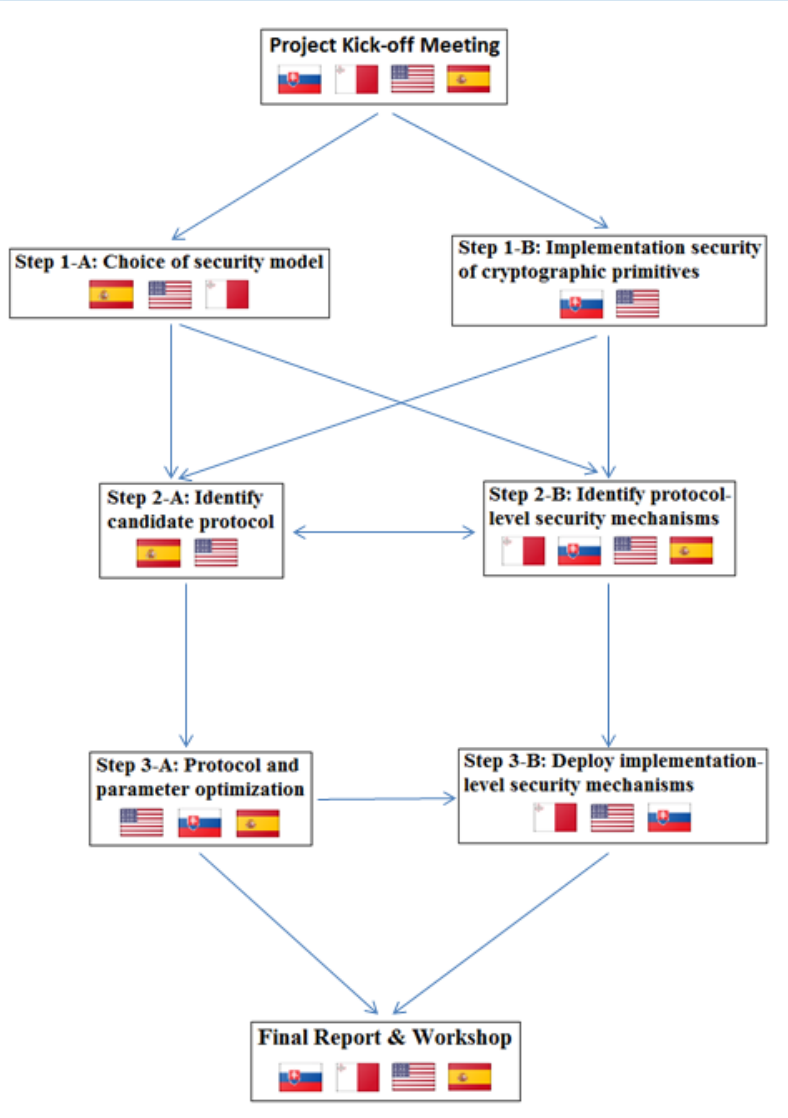 Project Kick-off Meeting
Step 1-A: Choice of security model
Step 1-B: Implementation security
of cryptographic primitives
Step 2-A: Identify
candidate protocol
Step 2-B: Identify protocol-
level security mechanisms
Step 3-A: Protocol and
parameter optimization
Step 3-B: Deploy implementation-
level security mechanisms
Final Report & Workshop